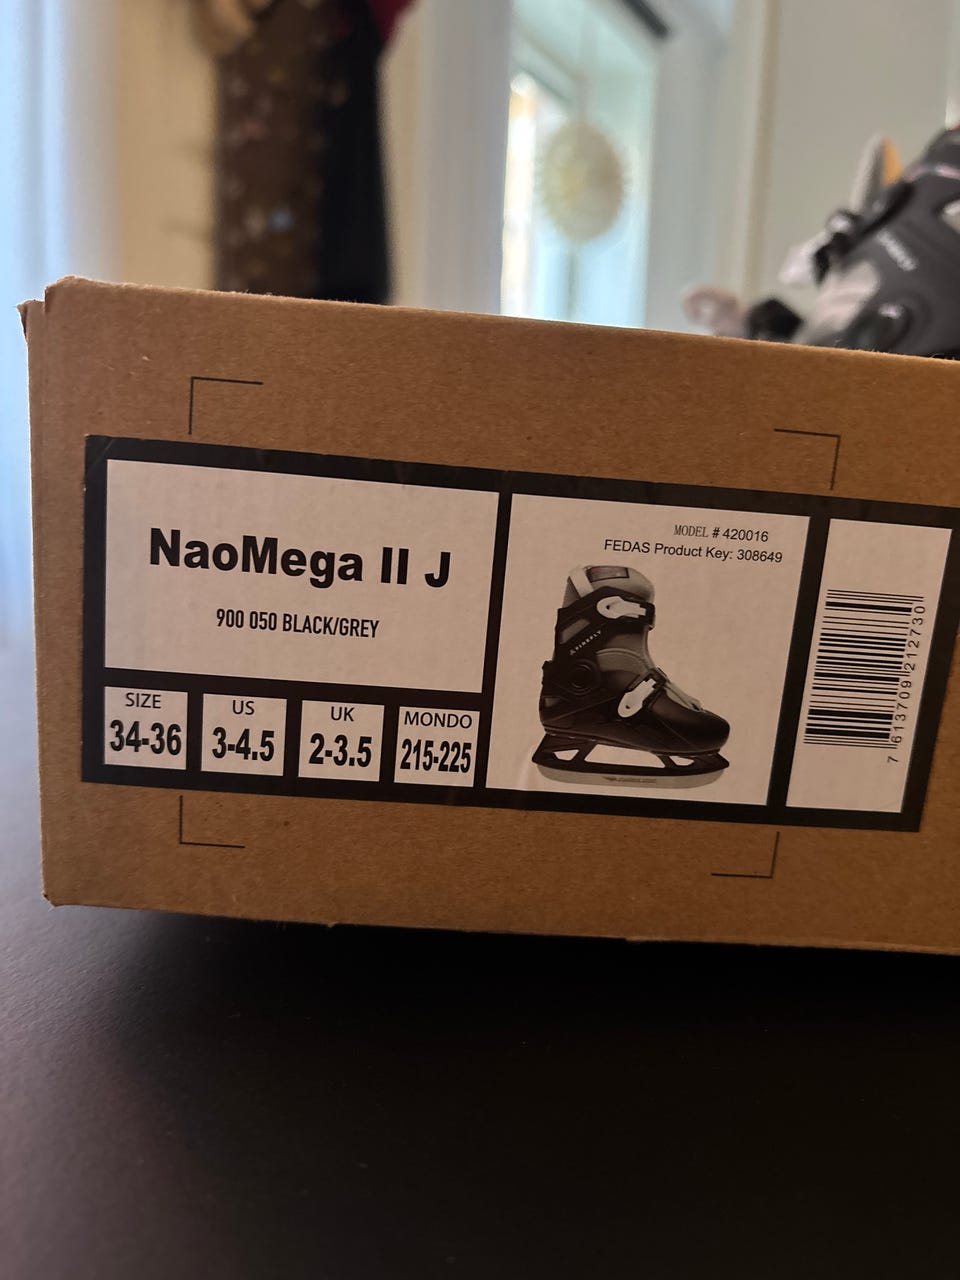 NaoMega II J
900 050 BLACK/GREY
SIZE
34-36
US
3-4.5
UK
2-3.5
MONDO
215-225
MODEL # 420016
FEDAS Product Key: 308649
FIREFLY
7 613709 212730